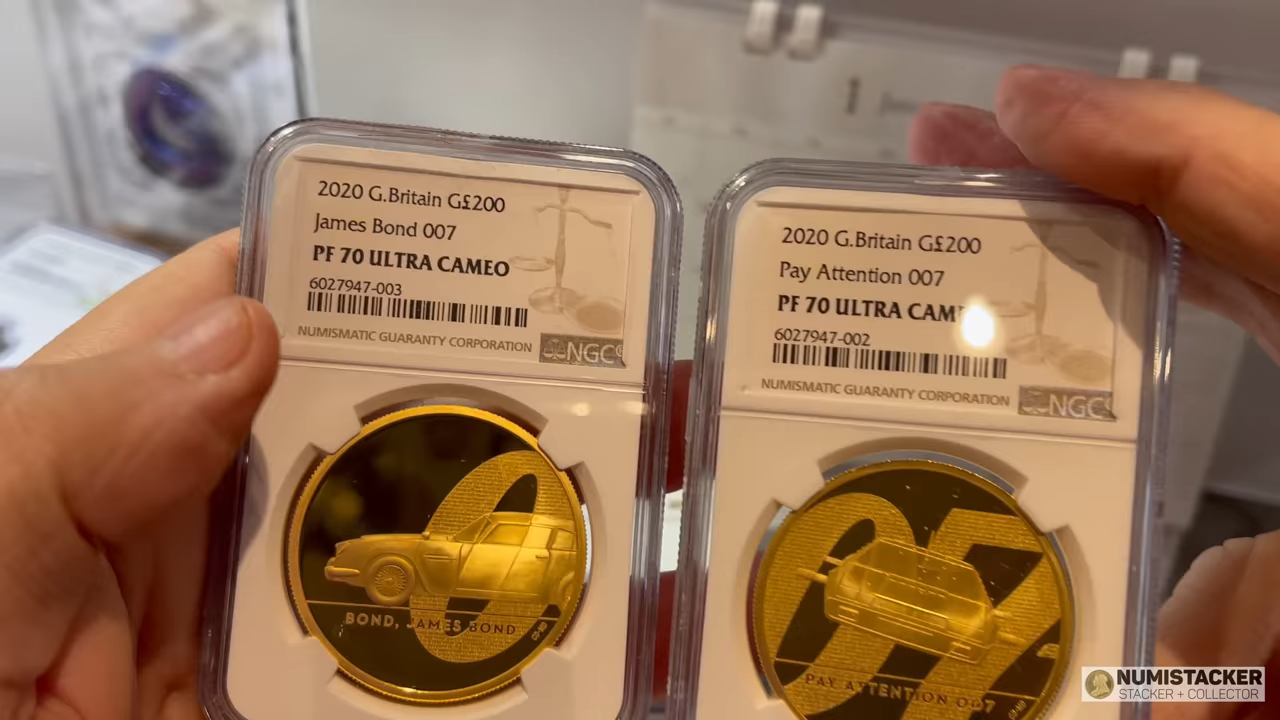 2020 G.Britain G£200
James Bond 007
PF 70 ULTRA CAMEO
6027947-003
NUMISMATIC GUARANTY CORPORATION
NGC
BOND, JAMES BOND
2020 G.Britain G£200
Pay Attention 007
PF 70 ULTRA CAM
6027947-002
NUMISMATIC GUARANTY CORPORATION
NGC
007
PAY ATTENTION 007
NUMISTACKER
STACKER + COLLECTOR